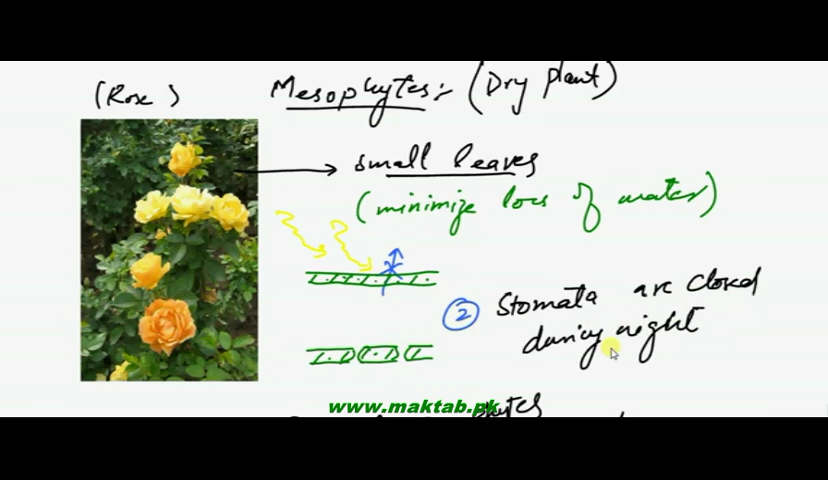 (Rose) Mesophytes:- (Dry plant)
small leaves
(minimize loss of water)
② Stomata are closed
during night
www.maktab.pk